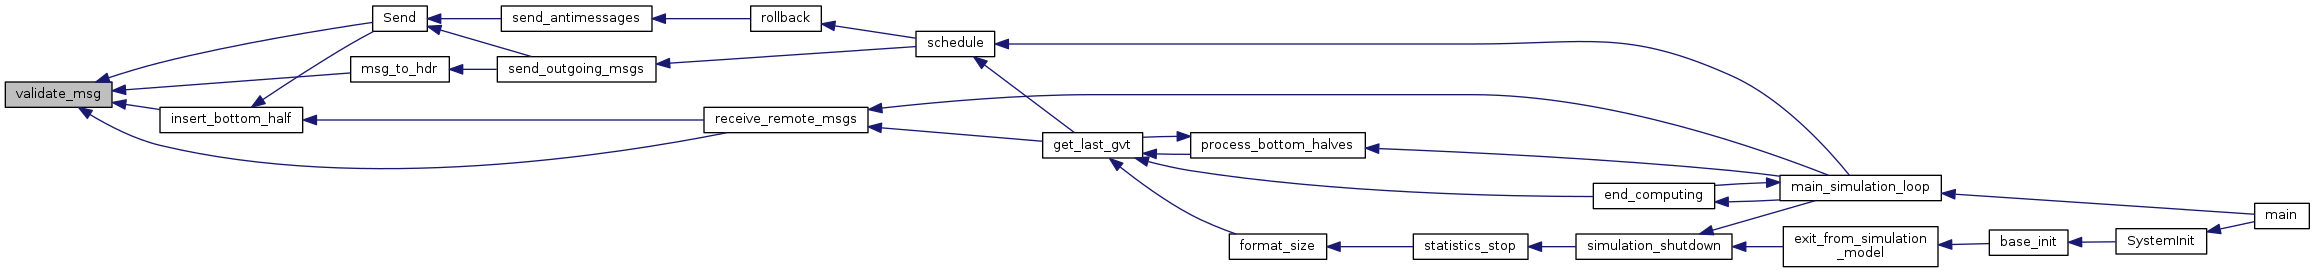 validate_msg
Send
msg_to_hdr
insert_bottom_half
send_antimessages
send_outgoing_msgs
rollback
receive_remote_msgs
schedule
get_last_gvt
process_bottom_halves
format_size
statistics_stop
end_computing
simulation_shutdown
main_simulation_loop
exit_from_simulation
_model
base_init
SystemInit
main